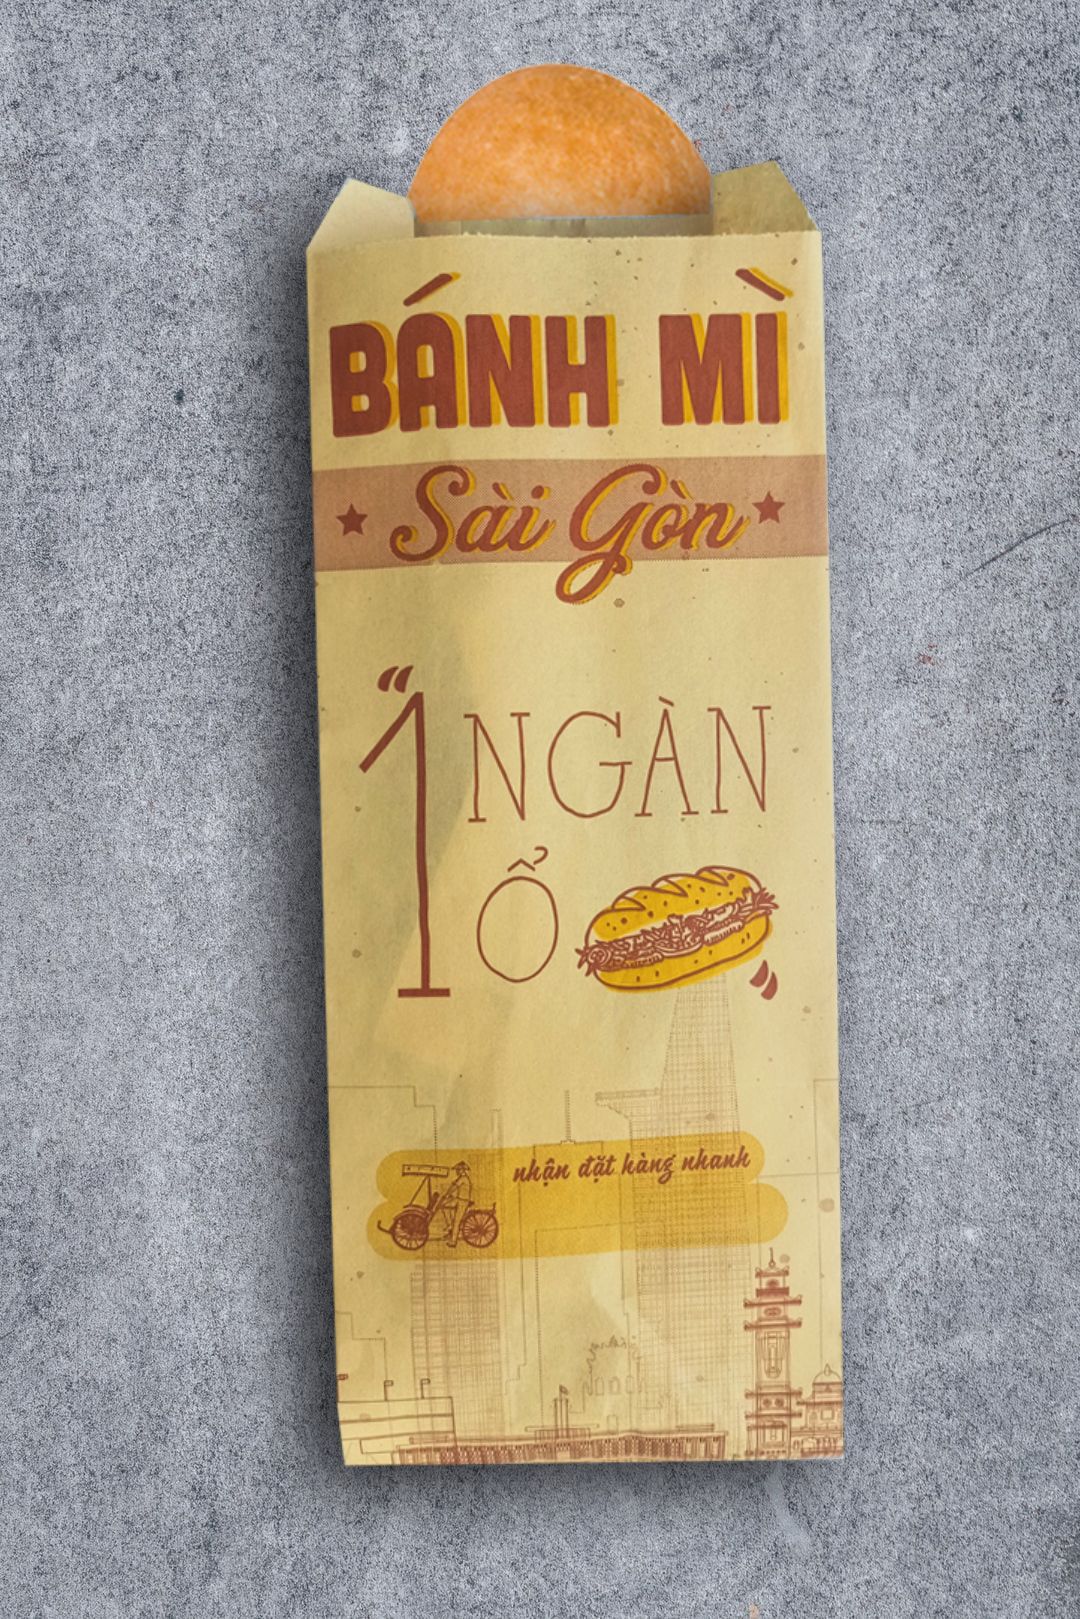 BÁNH MÌ
Sài Gòn
“1 NGÀN
Ổ ”
nhận đặt hàng nhanh